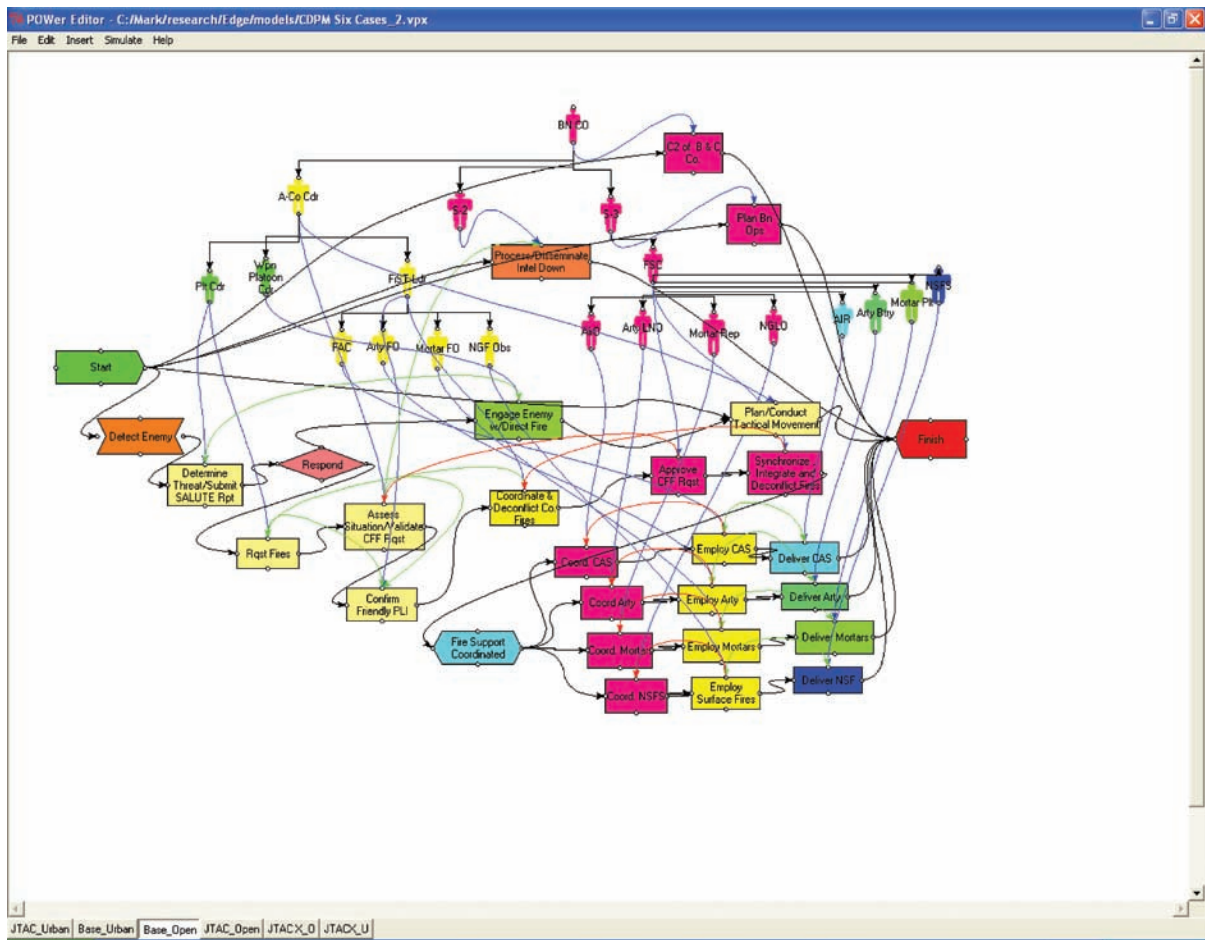 POWer Editor - C:/Mark/research/Edge/models/CDPM Six Cases_2.vpx
File Edit Insert Simulate Help
BN CO
C2 of. B & C
Co.
A-Co Cdr
S-2
S-3
Plan Bn
Ops
Process/Disseminate
Intel Down
FSC
Plt Cdr
Wpn
Platoon
Cdr
FiST Ldr
NSFS
Mortar Plt
Arty Btry
AIR
AirO
Arty LNO
Mortar Rep
NGLO
FAC
Arty FO
Mortar FO
NGF Obs
Start
Engage Enemy
w/Direct Fire
Plan/Conduct
Tactical Movement
Detect Enemy
Finish
Determine
Threat/Submit
SALUTE Rpt
Respond
Approve
CFF Rqst
Synchronize,
Integrate and
Deconflict Fires
Coordinate &
Deconflict Co.
Fires
Assess
Situation/Validate
CFF Rqst
Rqst Fires
Coord. CAS
Employ CAS
Deliver CAS
Confirm
Friendly PLI
Coord Arty
Employ Arty
Deliver Arty
Fire Support
Coordinated
Coord. Mortar
Employ Mortars
Deliver Mortars
Coord. NSFS
Employ
Surface Fires
Deliver NSF
JTAC_Urban Base_Urban Base_Open JTAC_Open JTACX_O JTACX_U